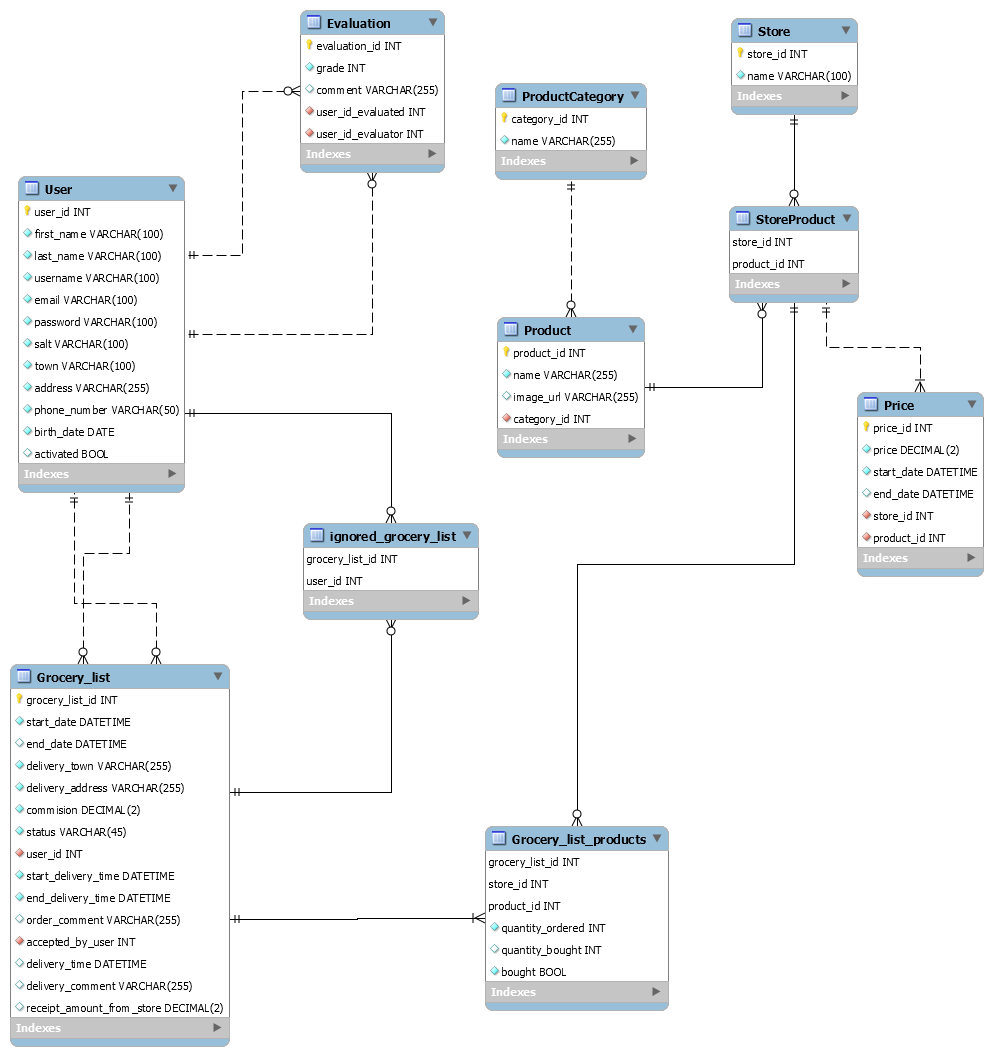 Evaluation
evaluation_id INT
grade INT
comment VARCHAR(255)
user_id_evaluated INT
user_id_evaluator INT
Indexes
Store
store_id INT
name VARCHAR(100)
Indexes
ProductCategory
category_id INT
name VARCHAR(255)
Indexes
User
user_id INT
first_name VARCHAR(100)
last_name VARCHAR(100)
username VARCHAR(100)
email VARCHAR(100)
password VARCHAR(100)
salt VARCHAR(100)
town VARCHAR(100)
address VARCHAR(255)
phone_number VARCHAR(50)
birth_date DATE
activated BOOL
Indexes
StoreProduct
store_id INT
product_id INT
Indexes
Product
product_id INT
name VARCHAR(255)
image_url VARCHAR(255)
category_id INT
Indexes
Price
price_id INT
price DECIMAL(2)
start_date DATETIME
end_date DATETIME
store_id INT
product_id INT
Indexes
ignored_grocery_list
grocery_list_id INT
user_id INT
Indexes
Grocery_list
grocery_list_id INT
start_date DATETIME
end_date DATETIME
delivery_town VARCHAR(255)
delivery_address VARCHAR(255)
commision DECIMAL(2)
status VARCHAR(45)
user_id INT
start_delivery_time DATETIME
end_delivery_time DATETIME
order_comment VARCHAR(255)
accepted_by_user INT
delivery_time DATETIME
delivery_comment VARCHAR(255)
receipt_amount_from _store DECIMAL(2)
Indexes
Grocery_list_products
grocery_list_id INT
store_id INT
product_id INT
quantity_ordered INT
quantity_bought INT
bought BOOL
Indexes